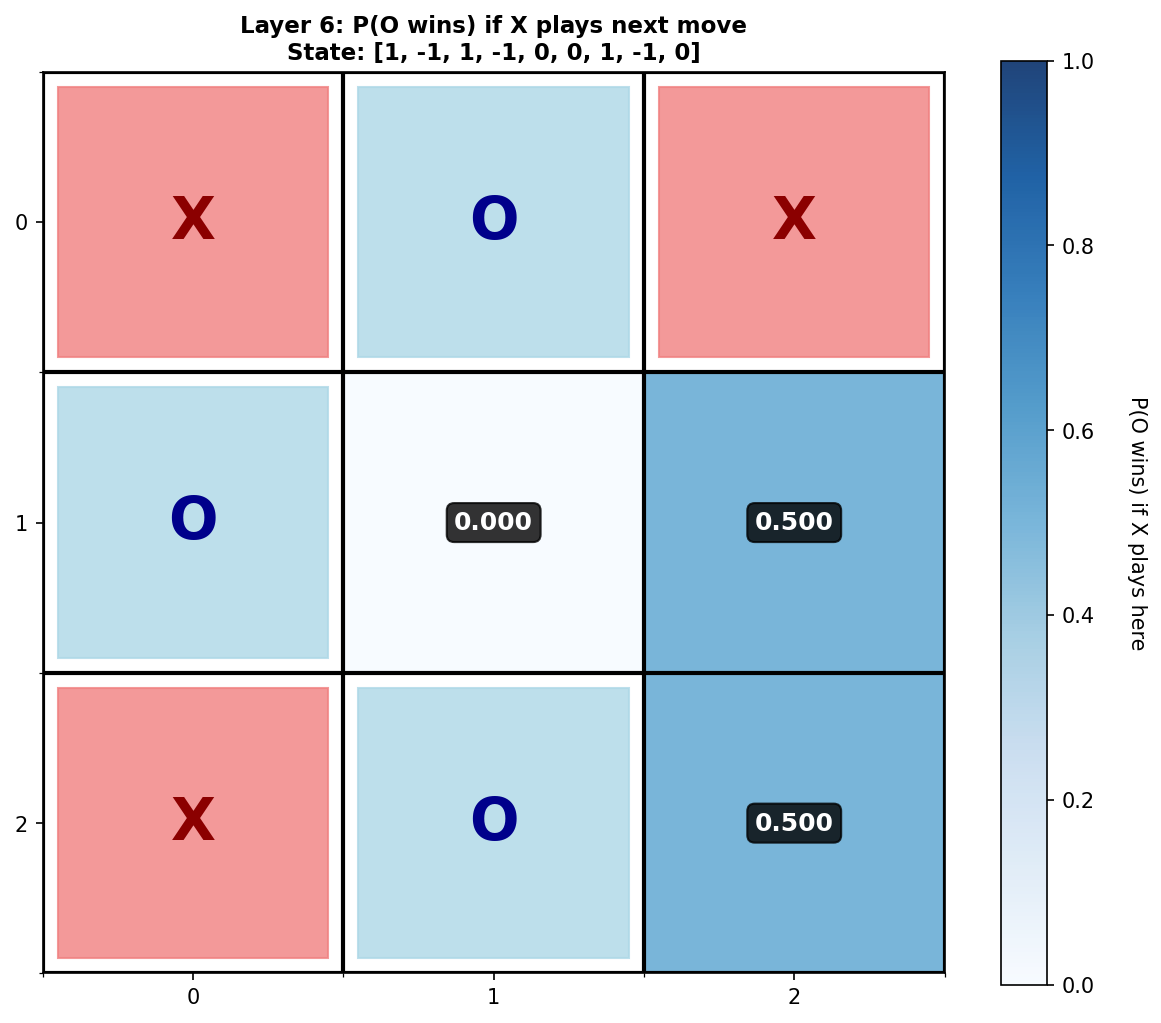 Layer 6: P(O wins) if X plays next move
State: [1, -1, 1, -1, 0, 0, 1, -1, 0]
X O X
O 0.000 0.500
X O 0.500
0
1
2
0 1 2
1.0
0.8
0.6
0.4
0.2
0.0
P(O wins) if X plays here